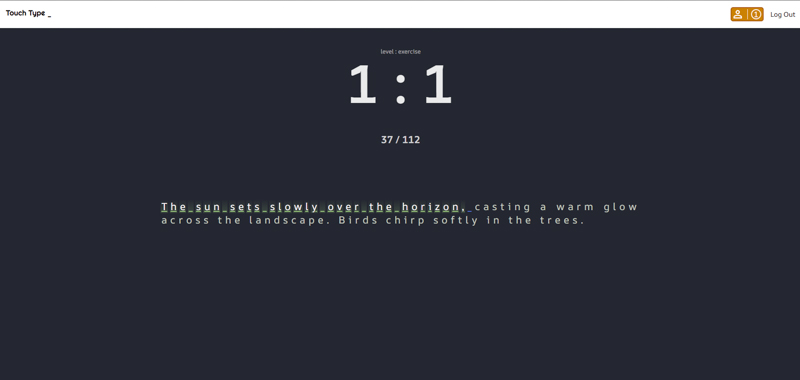 Touch Type _
1
Log Out
level : exercise
1 : 1
37 / 112
The sun sets slowly over the horizon, casting a warm glow
across the landscape. Birds chirp softly in the trees.